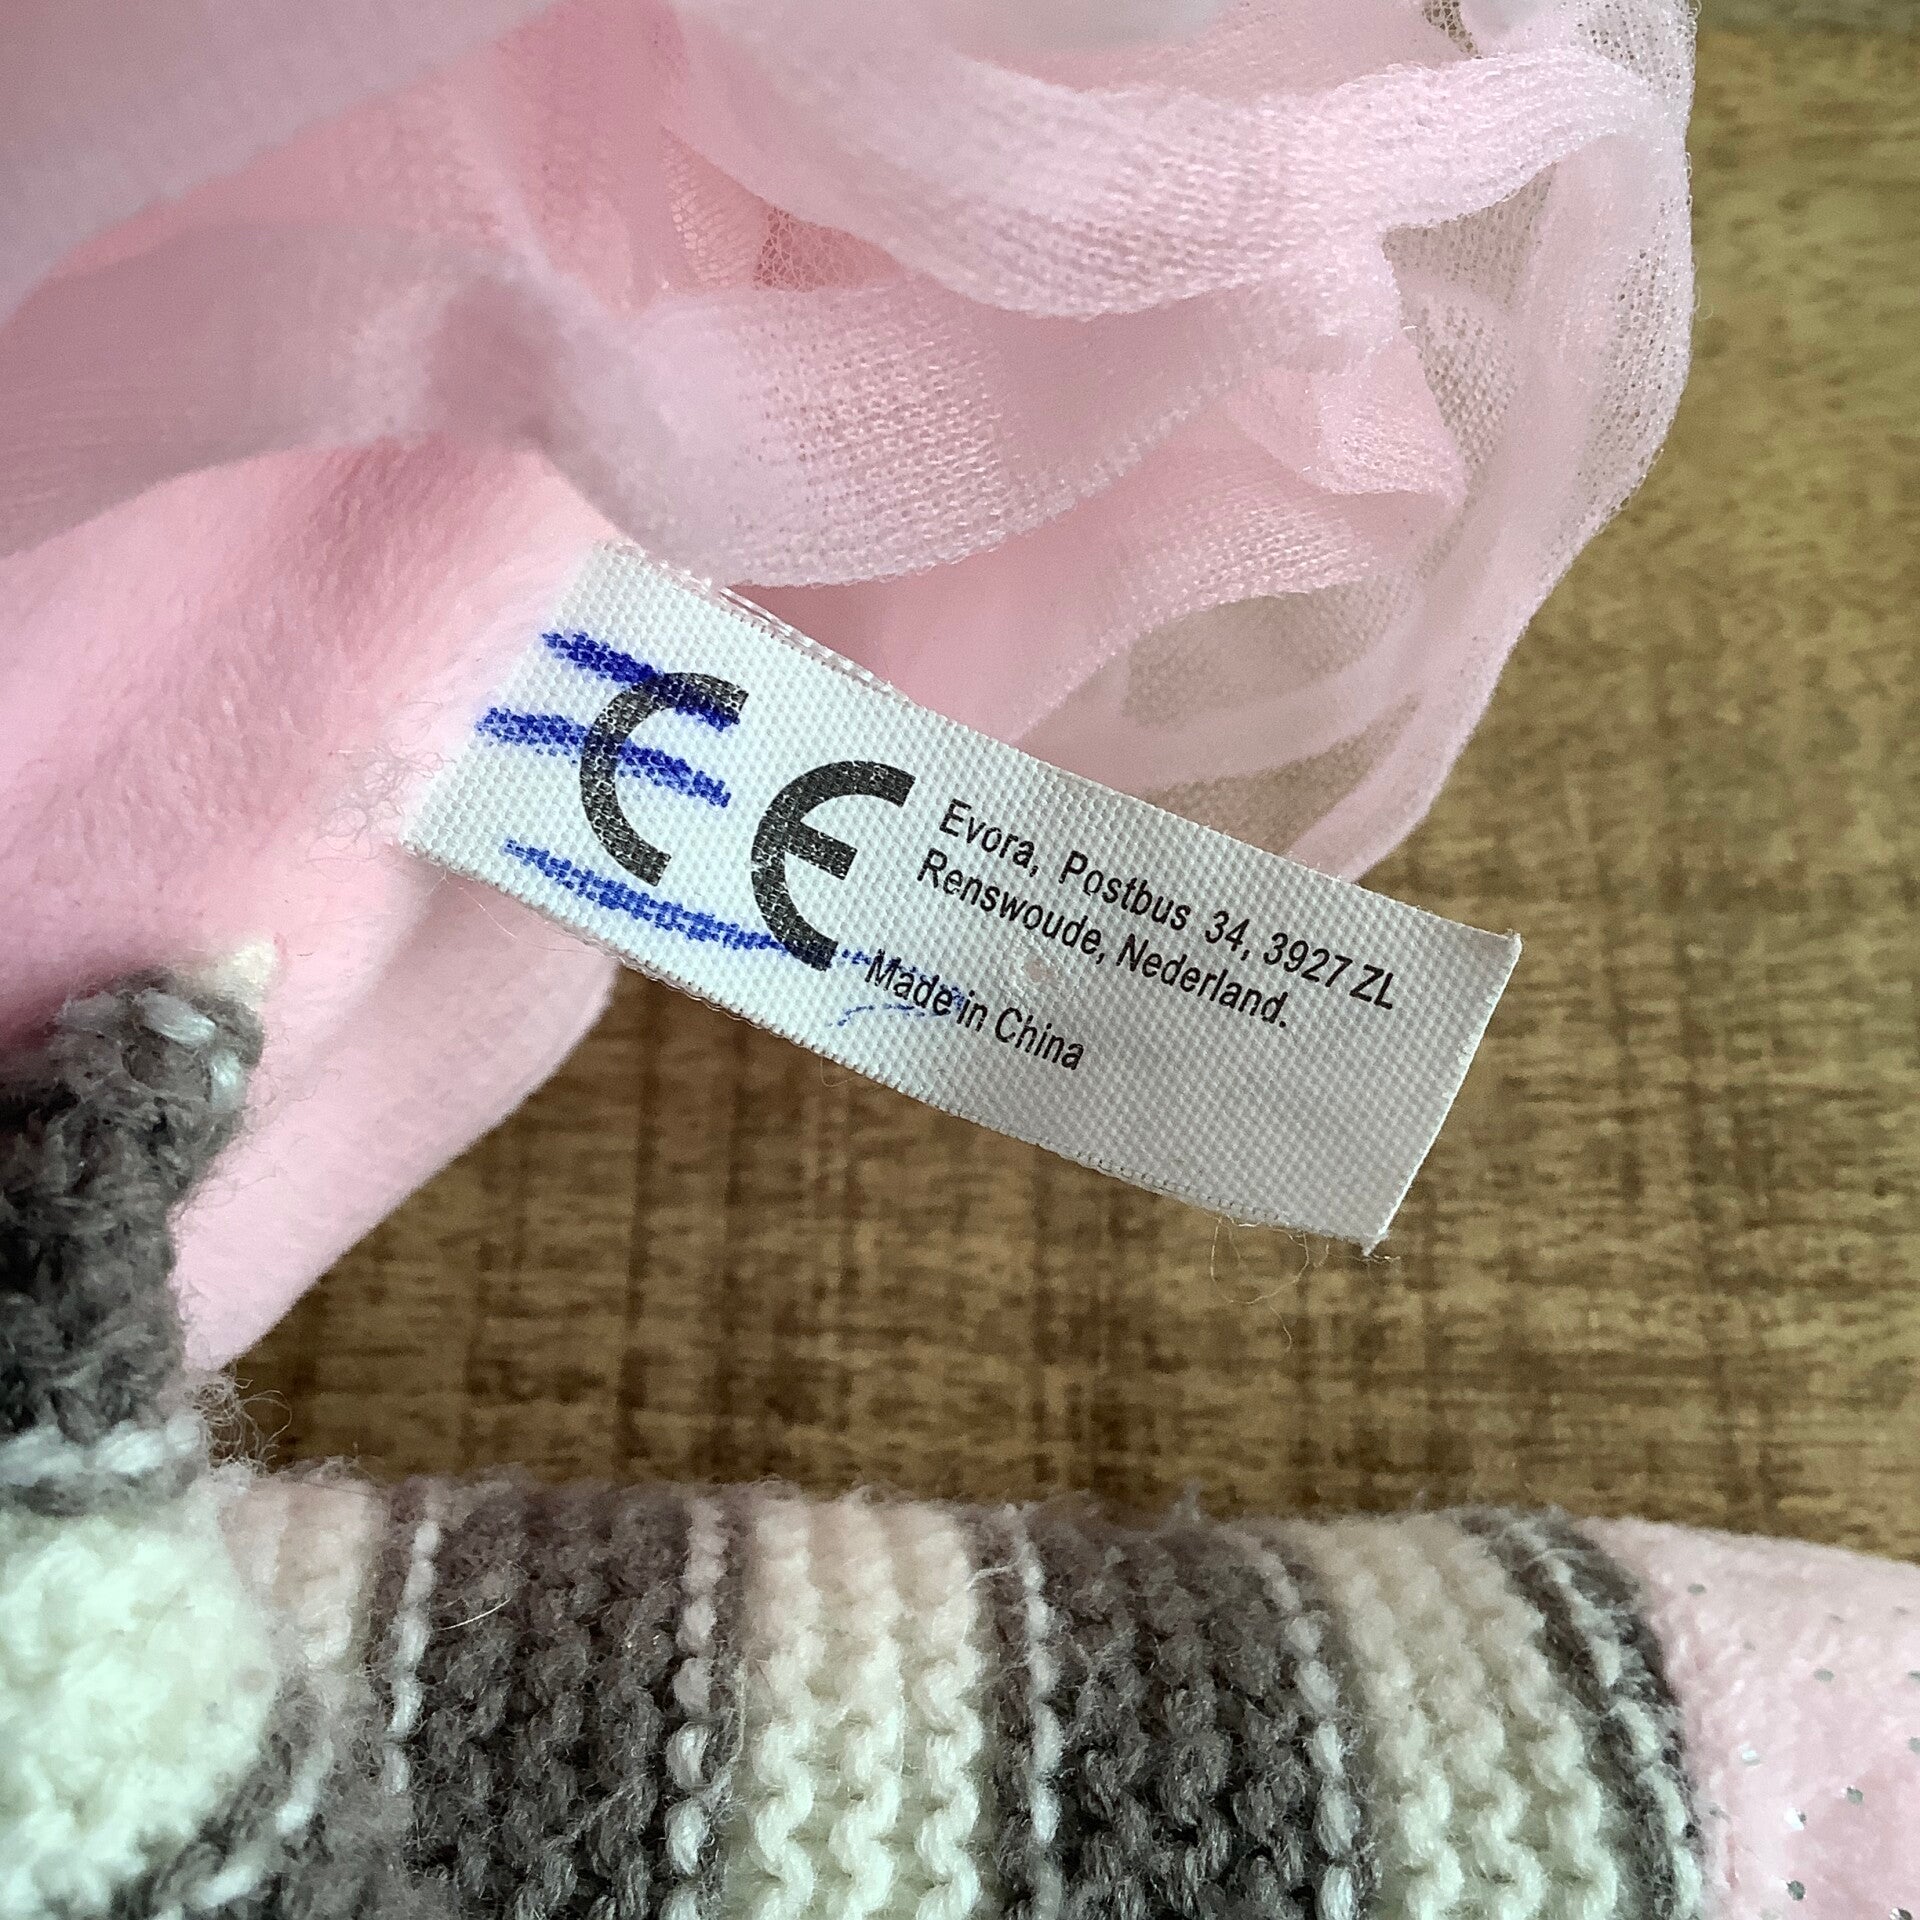 CE
Evora, Postbus 34, 3927 ZL
Renswoude, Nederland.
Made in China